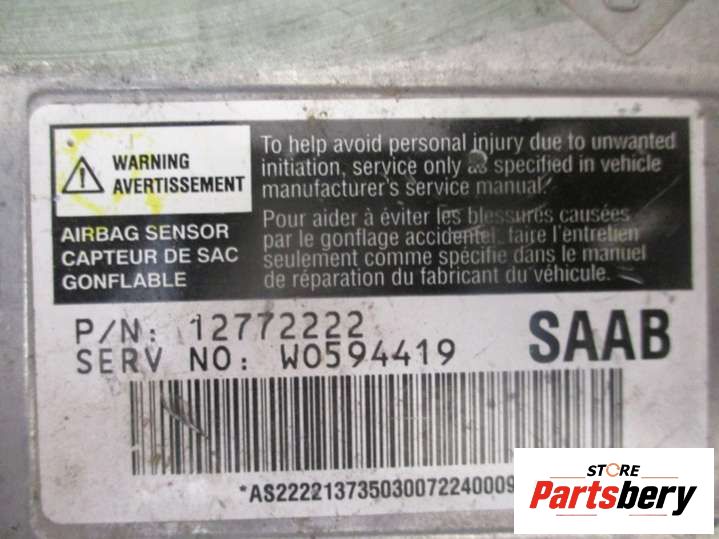 WARNING
AVERTISSEMENT
AIRBAG SENSOR
CAPTEUR DE SAC
GONFLABLE
To help avoid personal injury due to unwanted
initiation, service only as specified in vehicle
manufacturer's service manual.
Pour aider à éviter les blessures causées
par le gonflage accidentel, faire l'entretien
seulement comme spécifie dans le manuel
de réparation du fabricant du véhicule.
P/N: 12772222
SERV NO: W0594419
SAAB
*AS222213735030072240009
STORE
Partsbery